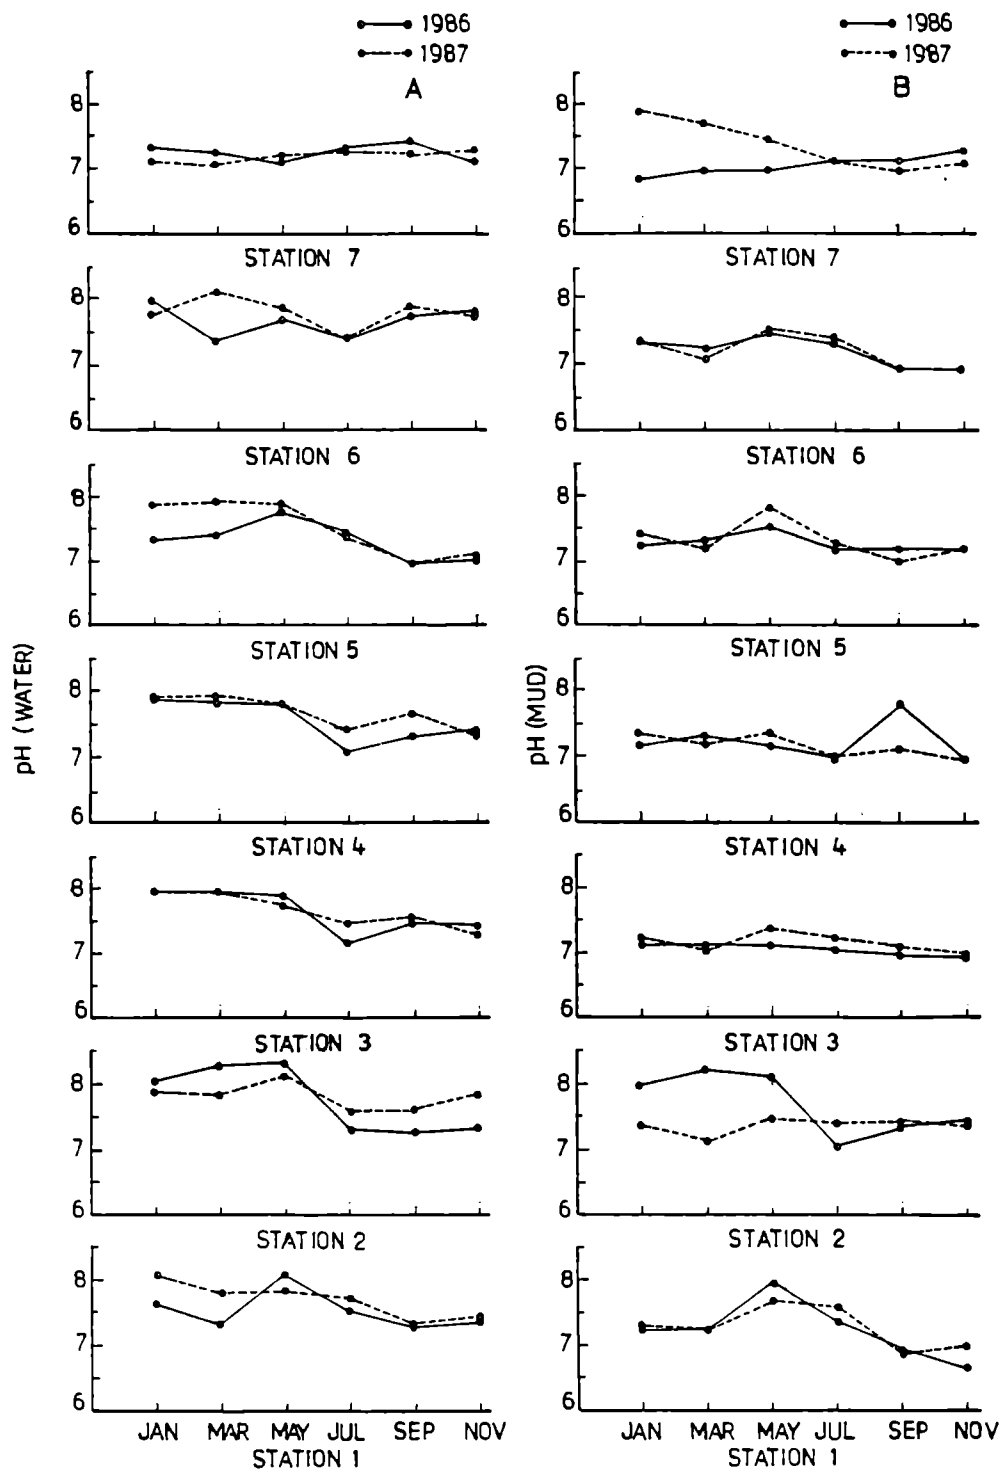 1986
1987
A
8
7
6
STATION 7
8
7
6
STATION 6
8
7
6
STATION 5
8
7
6
STATION 4
8
7
6
STATION 3
8
7
6
STATION 2
8
7
6
JAN MAR MAY JUL SEP NOV
STATION 1
pH (WATER)
1986
1987
B
8
7
6
STATION 7
8
7
6
STATION 6
8
7
6
STATION 5
8
7
6
STATION 4
8
7
6
STATION 3
8
7
6
STATION 2
8
7
6
JAN MAR MAY JUL SEP NOV
STATION 1
pH (MUD)